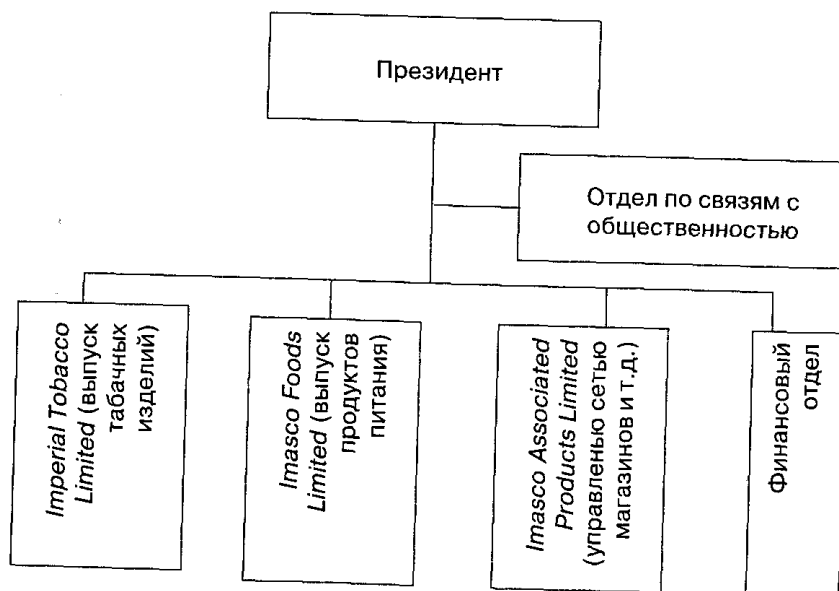 Президент
Отдел по связям с
общественностью
Imperial Tobacco
Limited (выпуск
табачных
изделий)
Imasco Foods
Limited (выпуск
продуктов
питания)
Imasco Associated
Products Limited
(управленью сетью
магазинов и т.д.)
Финансовый
отдел